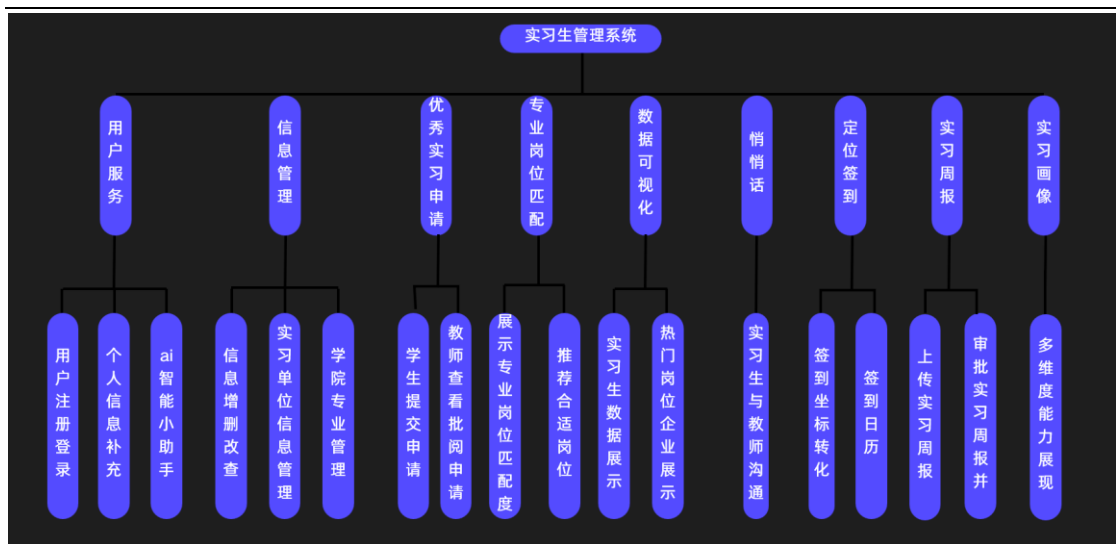 实习生管理系统
用户服务
信息管理
优秀实习申请
专业岗位匹配
数据可视化
悄悄话
定位签到
实习周报
实习画像
用户注册登录
个人信息补充
ai智能小助手
信息增删改查
实习单位信息管理
学院专业管理
学生提交申请
教师查看批阅申请
展示专业岗位匹配度
推荐合适岗位
实习生数据展示
热门岗位企业展示
实习生与教师沟通
签到坐标转化
签到日历
上传实习周报
审批实习周报并
多维度能力展现